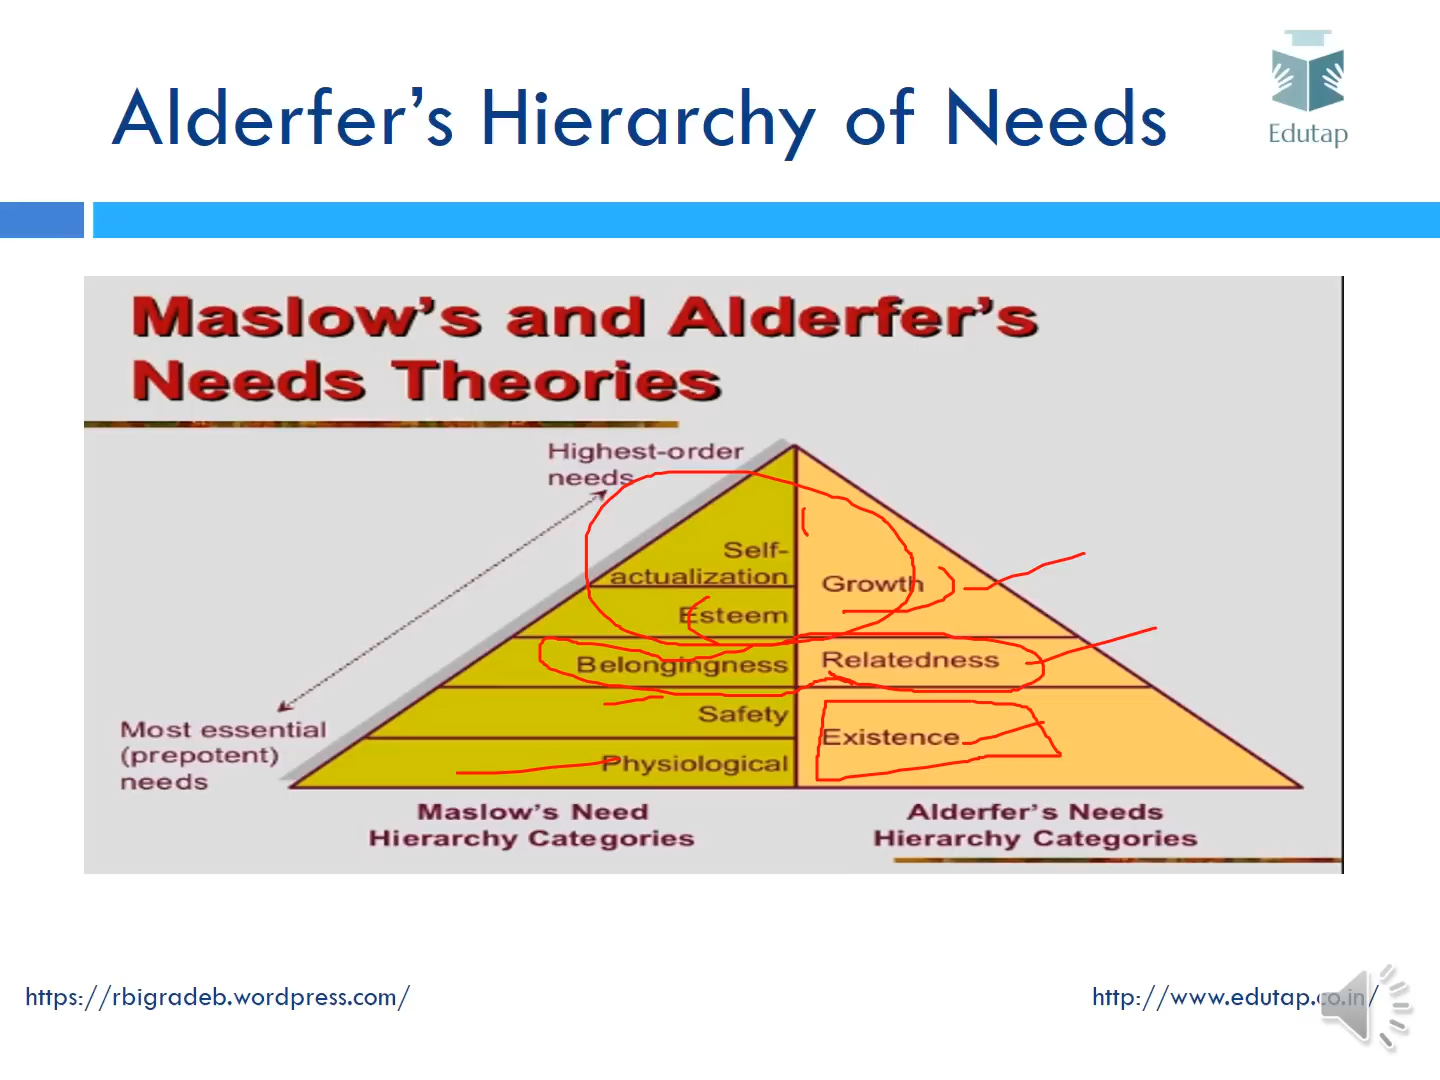 Alderfer's Hierarchy of Needs
Edutap
Maslow's and Alderfer's
Needs Theories
Highest-order
needs
Self-
actualization
Growth
Esteem
Belongingness
Relatedness
Safety
Existence
Physiological
Most essential
(prepotent)
needs
Maslow's Need
Hierarchy Categories
Alderfer's Needs
Hierarchy Categories
https://rbigradeb.wordpress.com/
http://www.edutap.co.in/